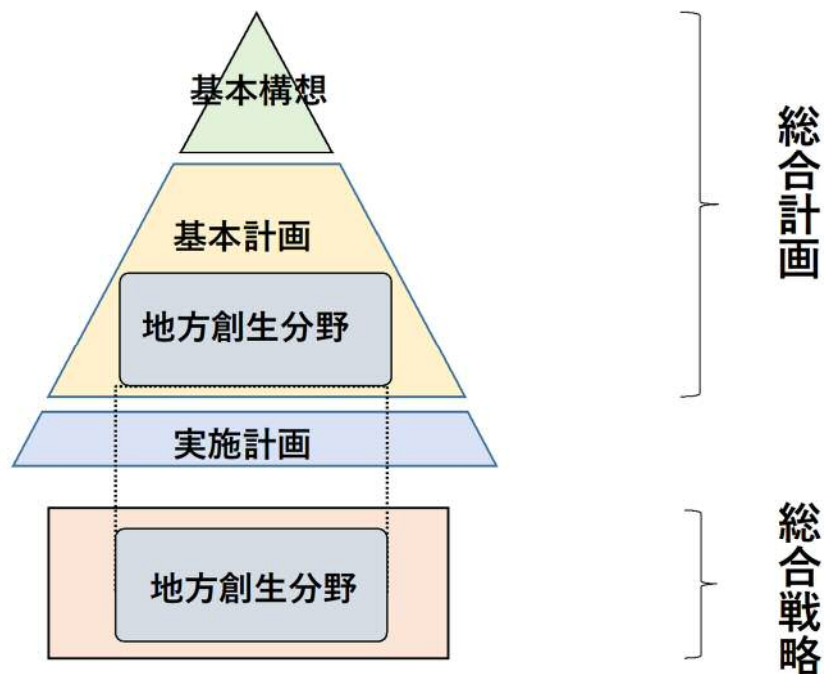 基本構想
基本計画
地方創生分野
総合計画
実施計画
地方創生分野
総合戦略